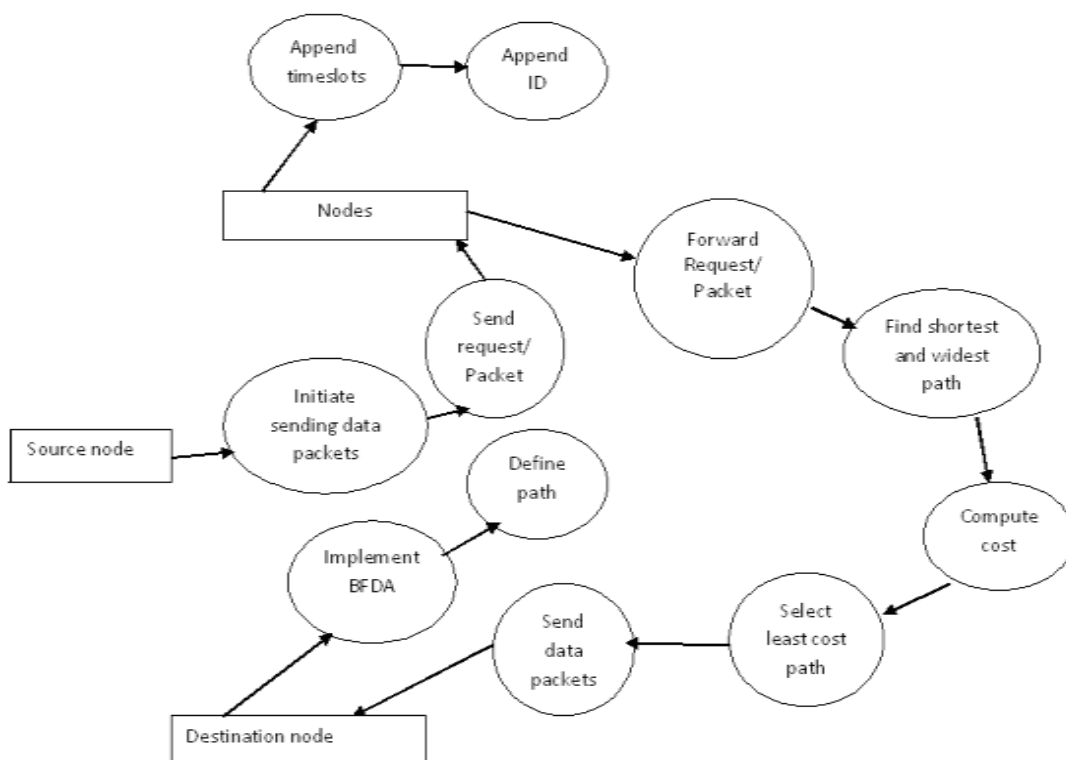 Append
timeslots
Append
ID
Nodes
Forward
Request/
Packet
Send
request/
Packet
Find shortest
and widest
path
Initiate
sending data
packets
Source node
Define
path
Compute
cost
Implement
BFDA
Select
least cost
path
Send
data
packets
Destination node